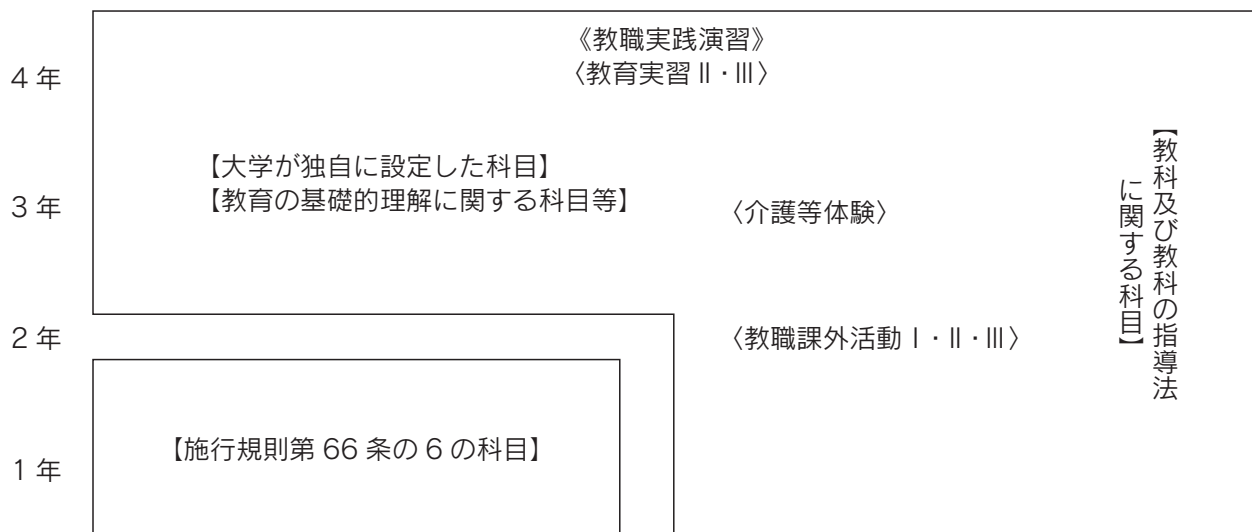 《教職実践演習》
4年
〈教育実習Ⅱ・Ⅲ〉
【大学が独自に設定した科目】
3年
【教育の基礎的理解に関する科目等】
〈介護等体験〉
【教科及び教科の指導法
に関する科目】
2年
〈教職課外活動Ⅰ・Ⅱ・Ⅲ〉
【施行規則第66条の6の科目】
1年